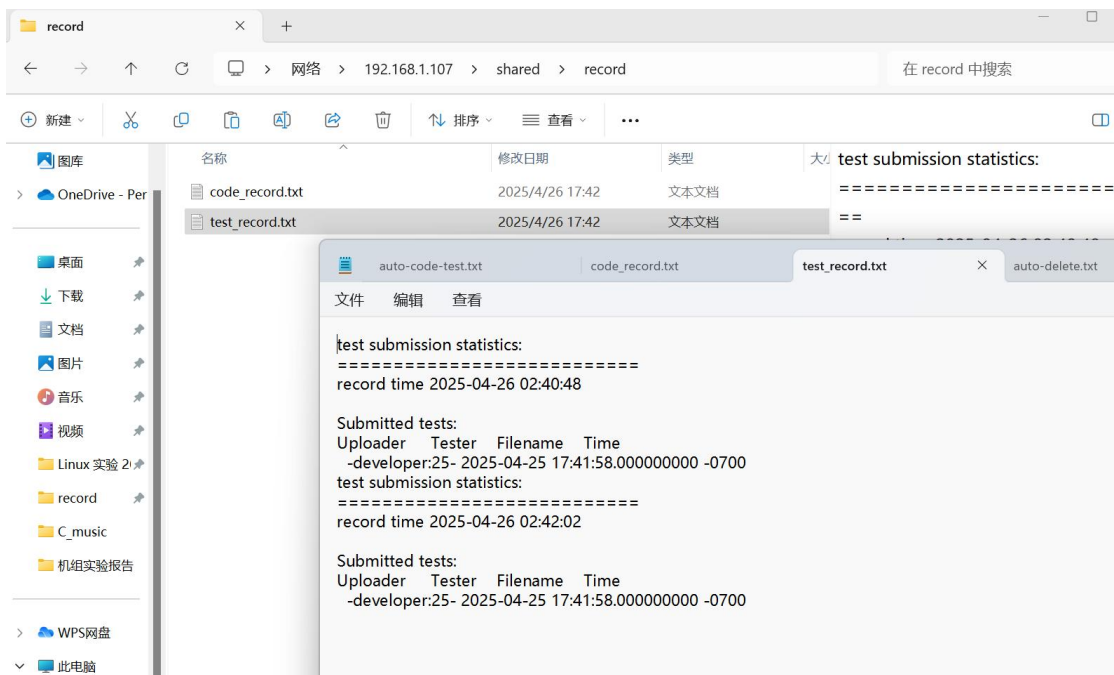 record
网络 > 192.168.1.107 > shared > record
在 record 中搜索
新建
排序
查看
图库
OneDrive - Per
桌面
下载
文档
图片
音乐
视频
Linux 实验 2
record
C_music
机组实验报告
WPS网盘
此电脑
名称 修改日期 类型
code_record.txt 2025/4/26 17:42 文本文档
test_record.txt 2025/4/26 17:42 文本文档
test submission statistics:
======================
==
auto-code-test.txt code_record.txt test_record.txt auto-delete.txt
文件 编辑 查看
test submission statistics:
===========================
record time 2025-04-26 02:40:48
Submitted tests:
Uploader Tester Filename Time
-developer:25- 2025-04-25 17:41:58.000000000 -0700
test submission statistics:
===========================
record time 2025-04-26 02:42:02
Submitted tests:
Uploader Tester Filename Time
-developer:25- 2025-04-25 17:41:58.000000000 -0700